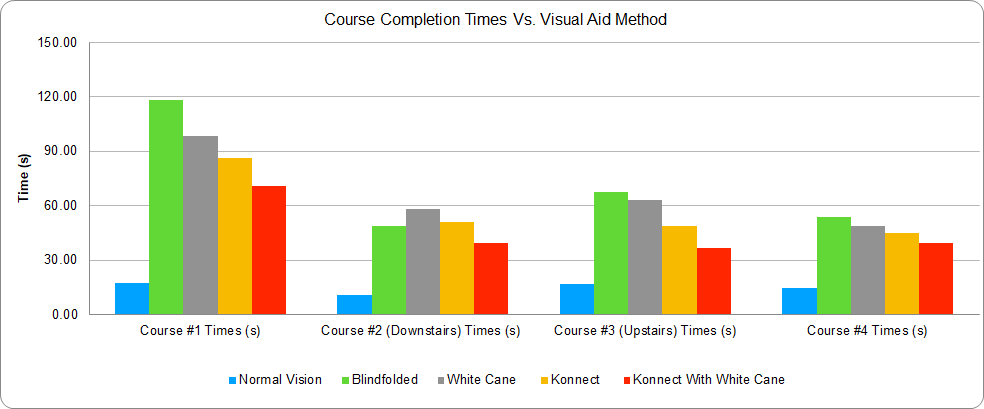 Course Completion Times Vs. Visual Aid Method
150.00
120.00
90.00
60.00
30.00
0.00
Time (s)
Course #1 Times (s)
Course #2 (Downstairs) Times (s)
Course #3 (Upstairs) Times (s)
Course #4 Times (s)
Normal Vision
Blindfolded
White Cane
Konnect
Konnect With White Cane